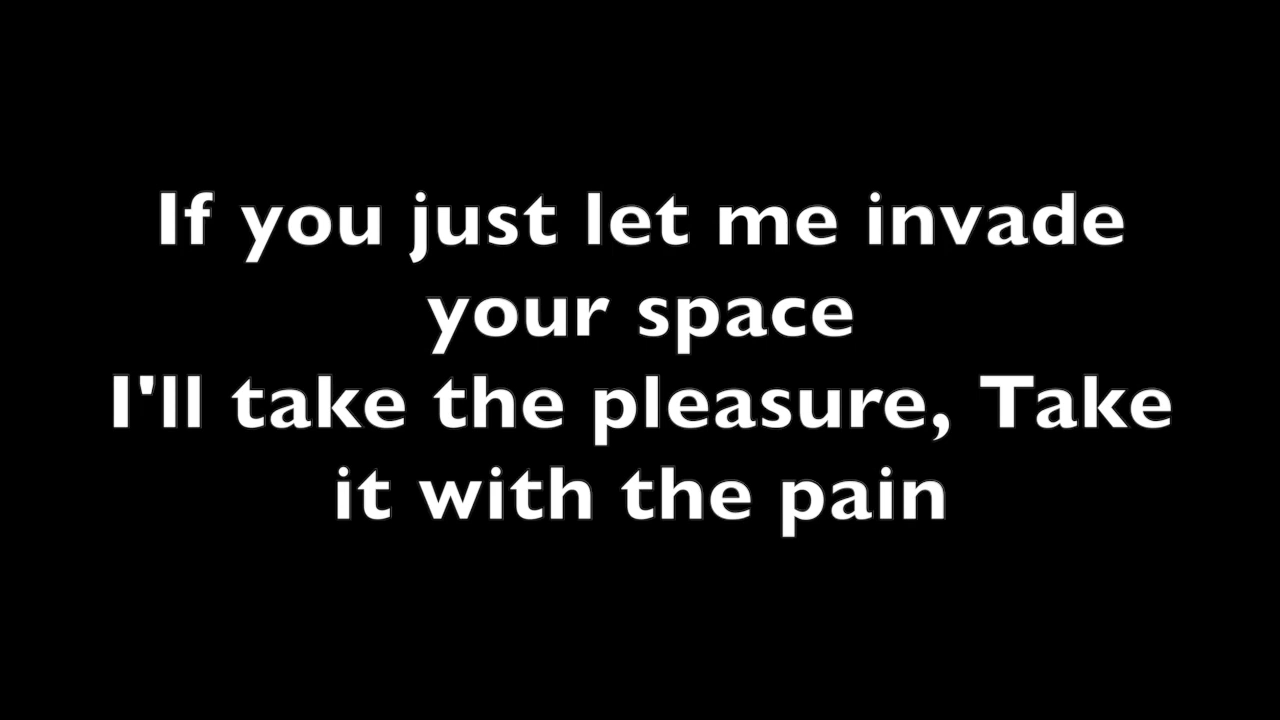 If you just let me invade
your space
I'll take the pleasure, Take
it with the pain